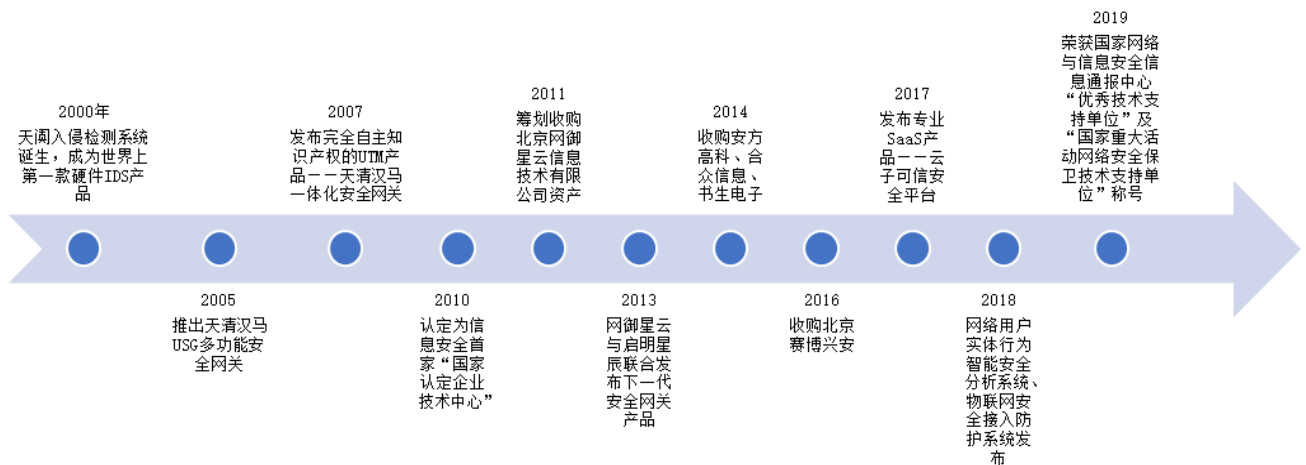 2000年
天阗入侵检测系统
诞生，成为世界上
第一款硬件IDS产
品
2005
推出天清汉马
USG多功能安
全网关
2007
发布完全自主知
识产权的UTM产
品——天清汉马
一体化安全网关
2010
认定为信
息安全首
家“国家
认定企业
技术中心”
2011
筹划收购
北京网御
星云信息
技术有限
公司资产
2013
网御星云
与启明星
辰联合发
布下一代
安全网关
产品
2014
收购安方
高科、合
众信息、
书生电子
2016
收购北京
赛博兴安
2017
发布专业
SaaS产
品——云
子可信安
全平台
2018
网络用户
实体行为
智能安全
分析系统、
物联网安
全接入防
护系统发
布
2019
荣获国家网络
与信息安全信
息通报中心
“优秀技术支
持单位”及
“国家重大活
动网络安全保
卫技术支持单
位”称号